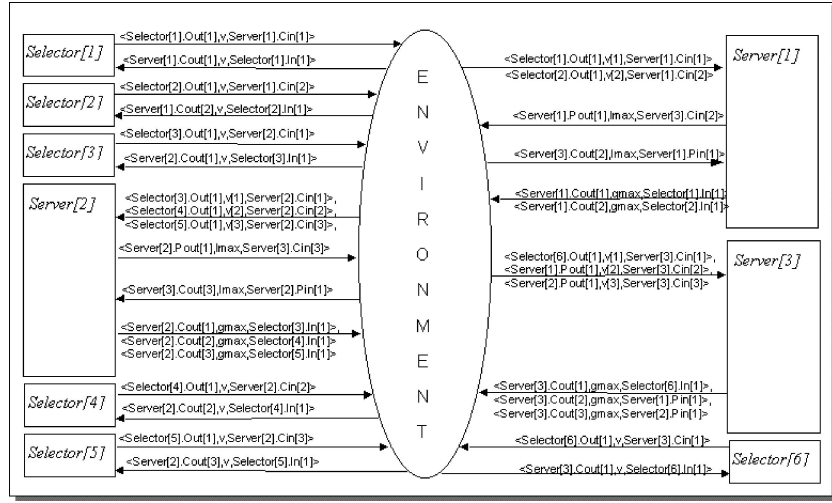 Selector[1]
<Selector[1].Out[1],v,Server[1].Cin[1]>
<Server[1].Cout[1],v,Selector[1].In[1]>
Selector[2]
<Selector[2].Out[1],v,Server[1].Cin[2]>
<Server[1].Cout[2],v,Selector[2].In[1]>
Selector[3]
<Selector[3].Out[1],v,Server[2].Cin[1]>
<Server[2].Cout[1],v,Selector[3].In[1]>
Server[2]
<Selector[3].Out[1],v[1],Server[2].Cin[1]>,
<Selector[4].Out[1],v[2],Server[2].Cin[2]>,
<Selector[5].Out[1],v[3],Server[2].Cin[3]>,
<Server[2].Pout[1],lmax,Server[3].Cin[3]>
<Server[3].Cout[3],lmax,Server[2].Pin[1]>
<Server[2].Cout[1],gmax,Selector[3].In[1]>,
<Server[2].Cout[2],gmax,Selector[4].In[1]>
<Server[2].Cout[3],gmax,Selector[5].In[1]>
Selector[4]
<Selector[4].Out[1],v,Server[2].Cin[2]>
<Server[2].Cout[2],v,Selector[4].In[1]>
Selector[5]
<Selector[5].Out[1],v,Server[2].Cin[3]>
<Server[2].Cout[3],v,Selector[5].In[1]>
ENVIRONMENT
<Selector[1].Out[1],v[1],Server[1].Cin[1]>
<Selector[2].Out[1],v[2],Server[1].Cin[2]>
Server[1]
<Server[1].Pout[1],lmax,Server[3].Cin[2]>
<Server[3].Cout[2],lmax,Server[1].Pin[1]>
<Server[1].Cout[1],gmax,Selector[1].In[1]>
<Server[1].Cout[2],gmax,Selector[2].In[1]>
<Selector[6].Out[1],v[1],Server[3].Cin[1]>,
<Server[1].Pout[1],v[2],Server[3].Cin[2]>,
<Server[2].Pout[1],v[3],Server[3].Cin[3]>
Server[3]
<Server[3].Cout[1],gmax,Selector[6].In[1]>,
<Server[3].Cout[2],gmax,Server[1].Pin[1]>,
<Server[3].Cout[3],gmax,Server[2].Pin[1]>
<Selector[6].Out[1],v,Server[3].Cin[1]>
<Server[3].Cout[1],v,Selector[6].In[1]>
Selector[6]